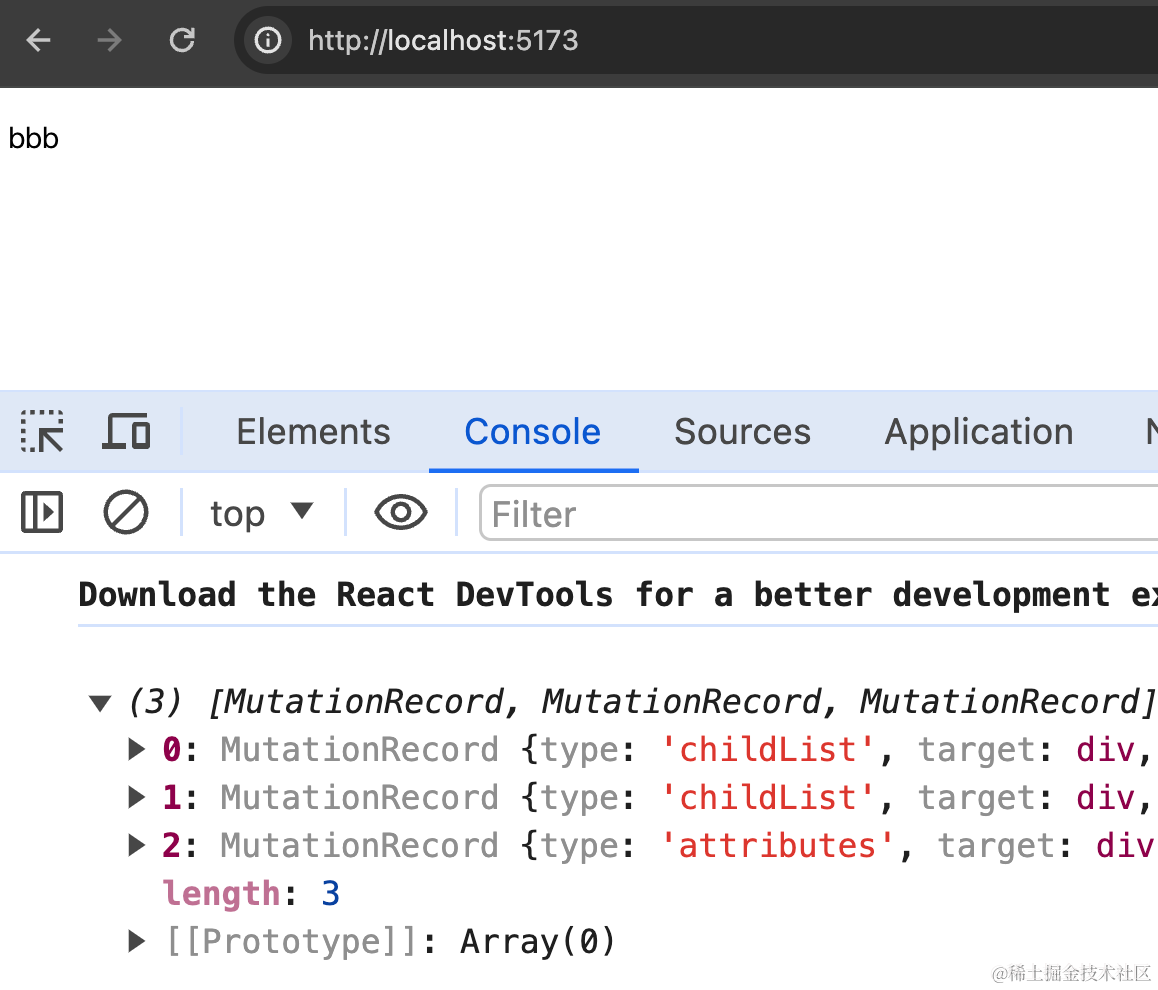 http://localhost:5173
bbb
Elements Console Sources Application
top Filter
Download the React DevTools for a better development ex
(3) [MutationRecord, MutationRecord, MutationRecord]
0: MutationRecord {type: 'childList', target: div,
1: MutationRecord {type: 'childList', target: div,
2: MutationRecord {type: 'attributes', target: div
length: 3
[[Prototype]]: Array(0)
@稀土掘金技术社区